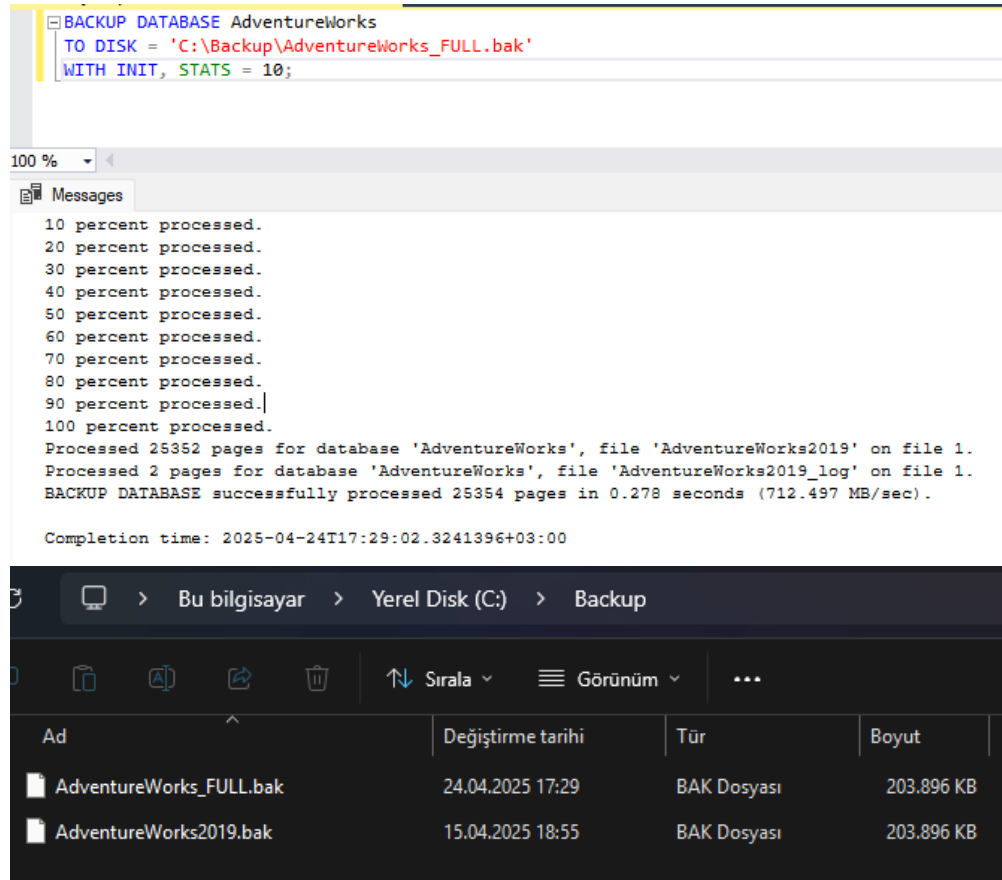 BACKUP DATABASE AdventureWorks
TO DISK = 'C:\Backup\AdventureWorks_FULL.bak'
WITH INIT, STATS = 10;
100 %
Messages
10 percent processed.
20 percent processed.
30 percent processed.
40 percent processed.
50 percent processed.
60 percent processed.
70 percent processed.
80 percent processed.
90 percent processed.
100 percent processed.
Processed 25352 pages for database 'AdventureWorks', file 'AdventureWorks2019' on file 1.
Processed 2 pages for database 'AdventureWorks', file 'AdventureWorks2019_log' on file 1.
BACKUP DATABASE successfully processed 25354 pages in 0.278 seconds (712.497 MB/sec).
Completion time: 2025-04-24T17:29:02.3241396+03:00
Bu bilgisayar > Yerel Disk (C:) > Backup
Sırala Görünüm
Ad Değiştirme tarihi Tür Boyut
AdventureWorks_FULL.bak 24.04.2025 17:29 BAK Dosyası 203.896 KB
AdventureWorks2019.bak 15.04.2025 18:55 BAK Dosyası 203.896 KB